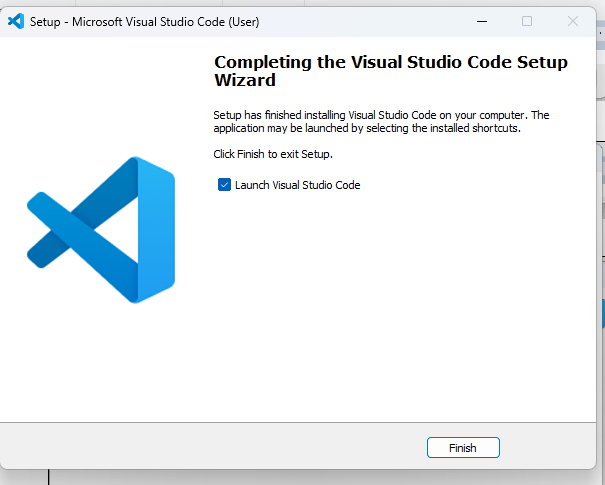 Setup - Microsoft Visual Studio Code (User)
Completing the Visual Studio Code Setup
Wizard
Setup has finished installing Visual Studio Code on your computer. The
application may be launched by selecting the installed shortcuts.
Click Finish to exit Setup.
Launch Visual Studio Code
Finish